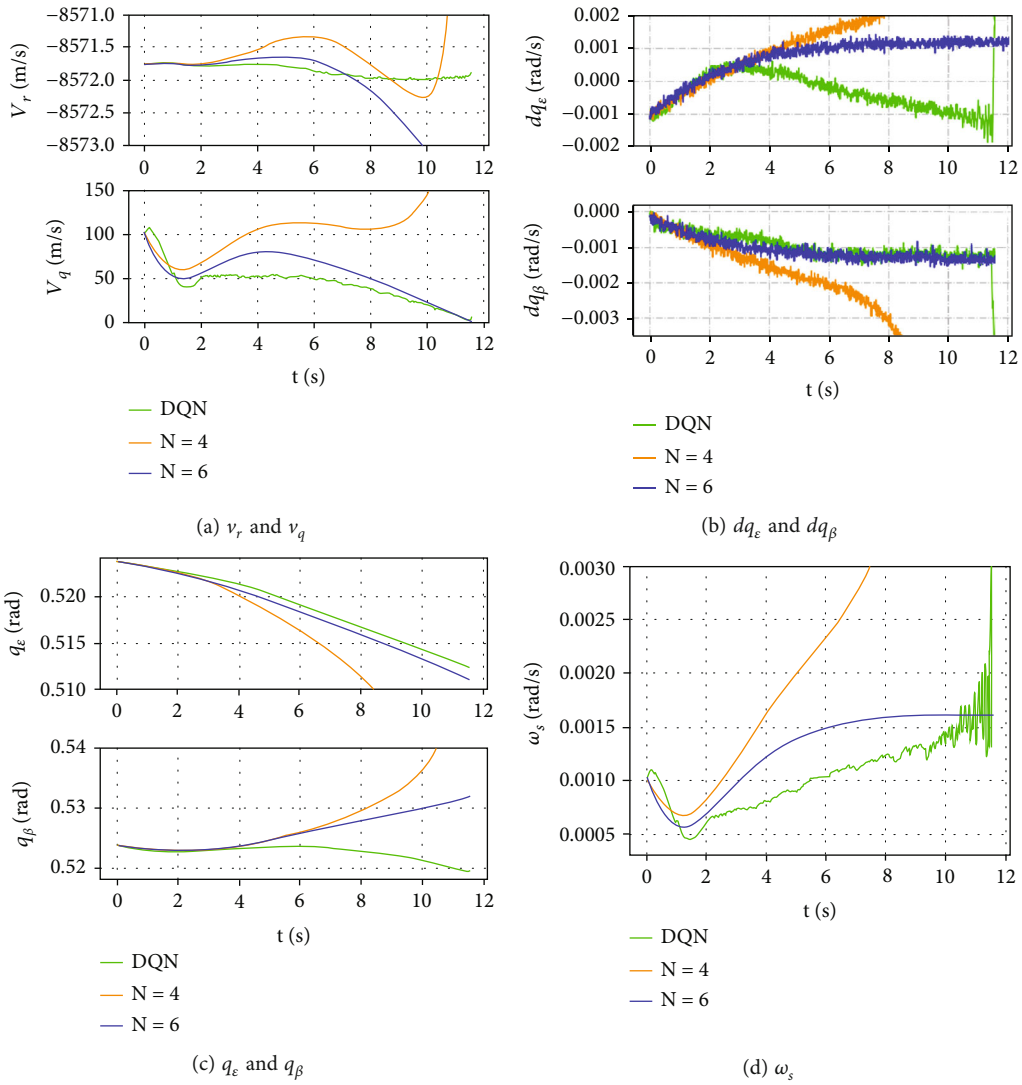 −8571.0
−8571.5
−8572.0
−8572.5
−8573.0
V_r (m/s)
0 2 4 6 8 10 12
150
100
50
0
V_q (m/s)
0 2 4 6 8 10 12
t (s)
DQN
N = 4
N = 6
(a) v_r and v_q
0.002
0.001
0.000
−0.001
−0.002
dq_ε (rad/s)
0 2 4 6 8 10 12
0.000
−0.001
−0.002
−0.003
dq_β (rad/s)
0 2 4 6 8 10 12
t (s)
DQN
N = 4
N = 6
(b) dq_ε and dq_β
0.520
0.515
0.510
q_ε (rad)
0 2 4 6 8 10 12
0.54
0.53
0.52
q_β (rad)
0 2 4 6 8 10 12
t (s)
DQN
N = 4
N = 6
(c) q_ε and q_β
0.0030
0.0025
0.0020
0.0015
0.0010
0.0005
ω_s (rad/s)
0 2 4 6 8 10 12
t (s)
DQN
N = 4
N = 6
(d) ω_s